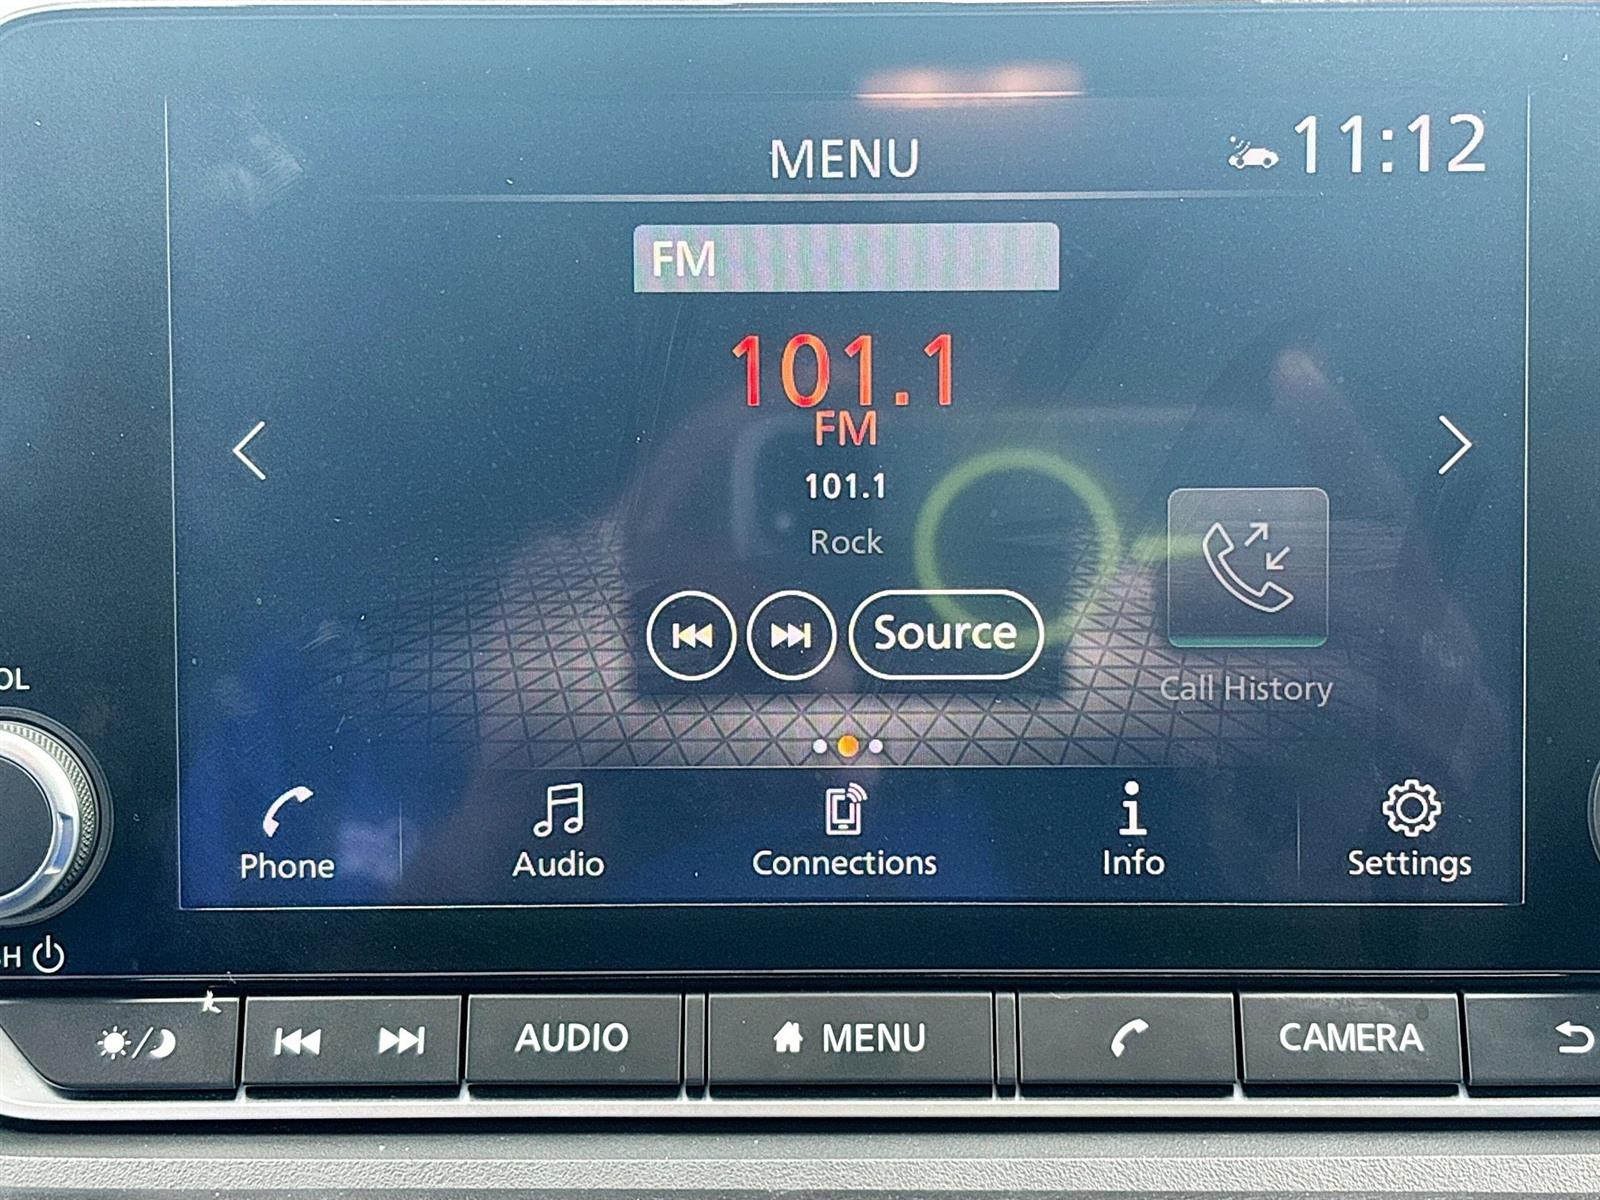 MENU
11:12
FM
101.1
FM
101.1
Rock
Source
Call History
Phone
Audio
Connections
Info
Settings
OL
H
AUDIO
MENU
CAMERA